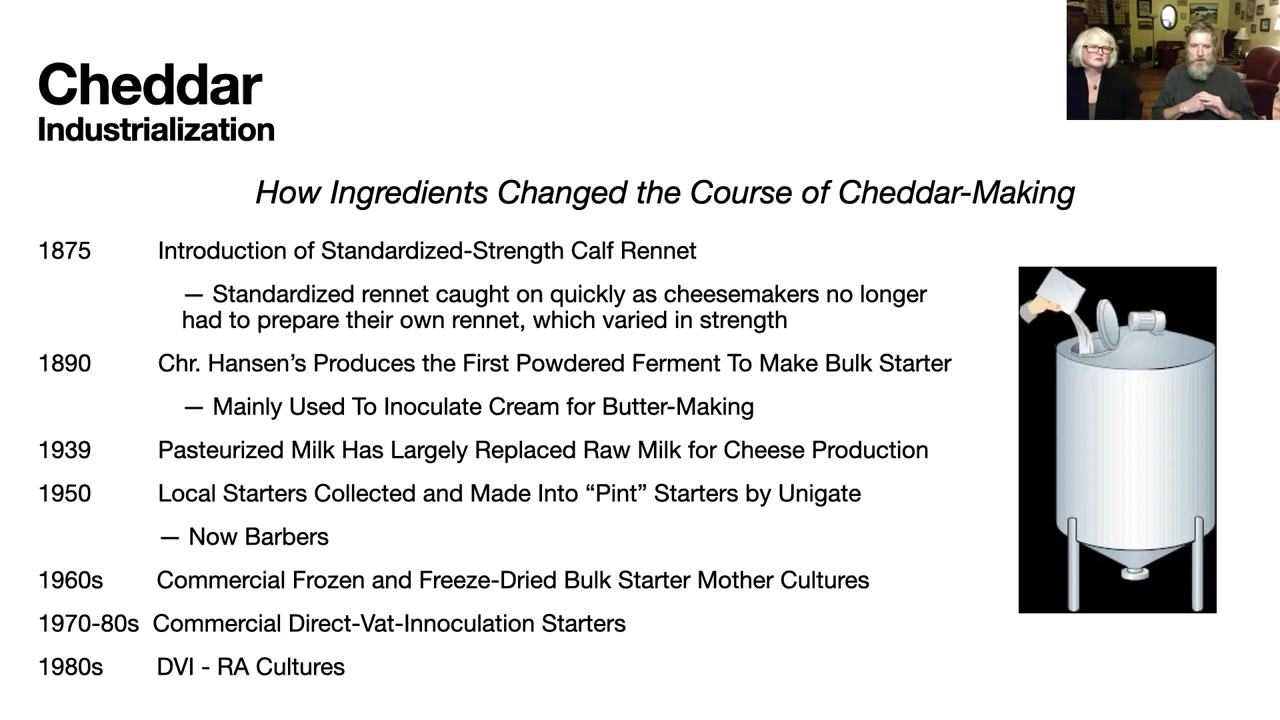 Cheddar
Industrialization
How Ingredients Changed the Course of Cheddar-Making
1875 Introduction of Standardized-Strength Calf Rennet
— Standardized rennet caught on quickly as cheesemakers no longer
had to prepare their own rennet, which varied in strength
1890 Chr. Hansen’s Produces the First Powdered Ferment To Make Bulk Starter
— Mainly Used To Inoculate Cream for Butter-Making
1939 Pasteurized Milk Has Largely Replaced Raw Milk for Cheese Production
1950 Local Starters Collected and Made Into “Pint” Starters by Unigate
— Now Barbers
1960s Commercial Frozen and Freeze-Dried Bulk Starter Mother Cultures
1970-80s Commercial Direct-Vat-Innoculation Starters
1980s DVI - RA Cultures